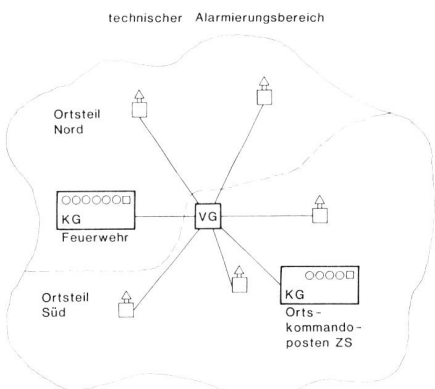 technischer Alarmierungsbereich
Ortsteil
Nord
VG
KG
Feuerwehr
Ortsteil
Süd
KG
Orts-
kommando-
posten ZS